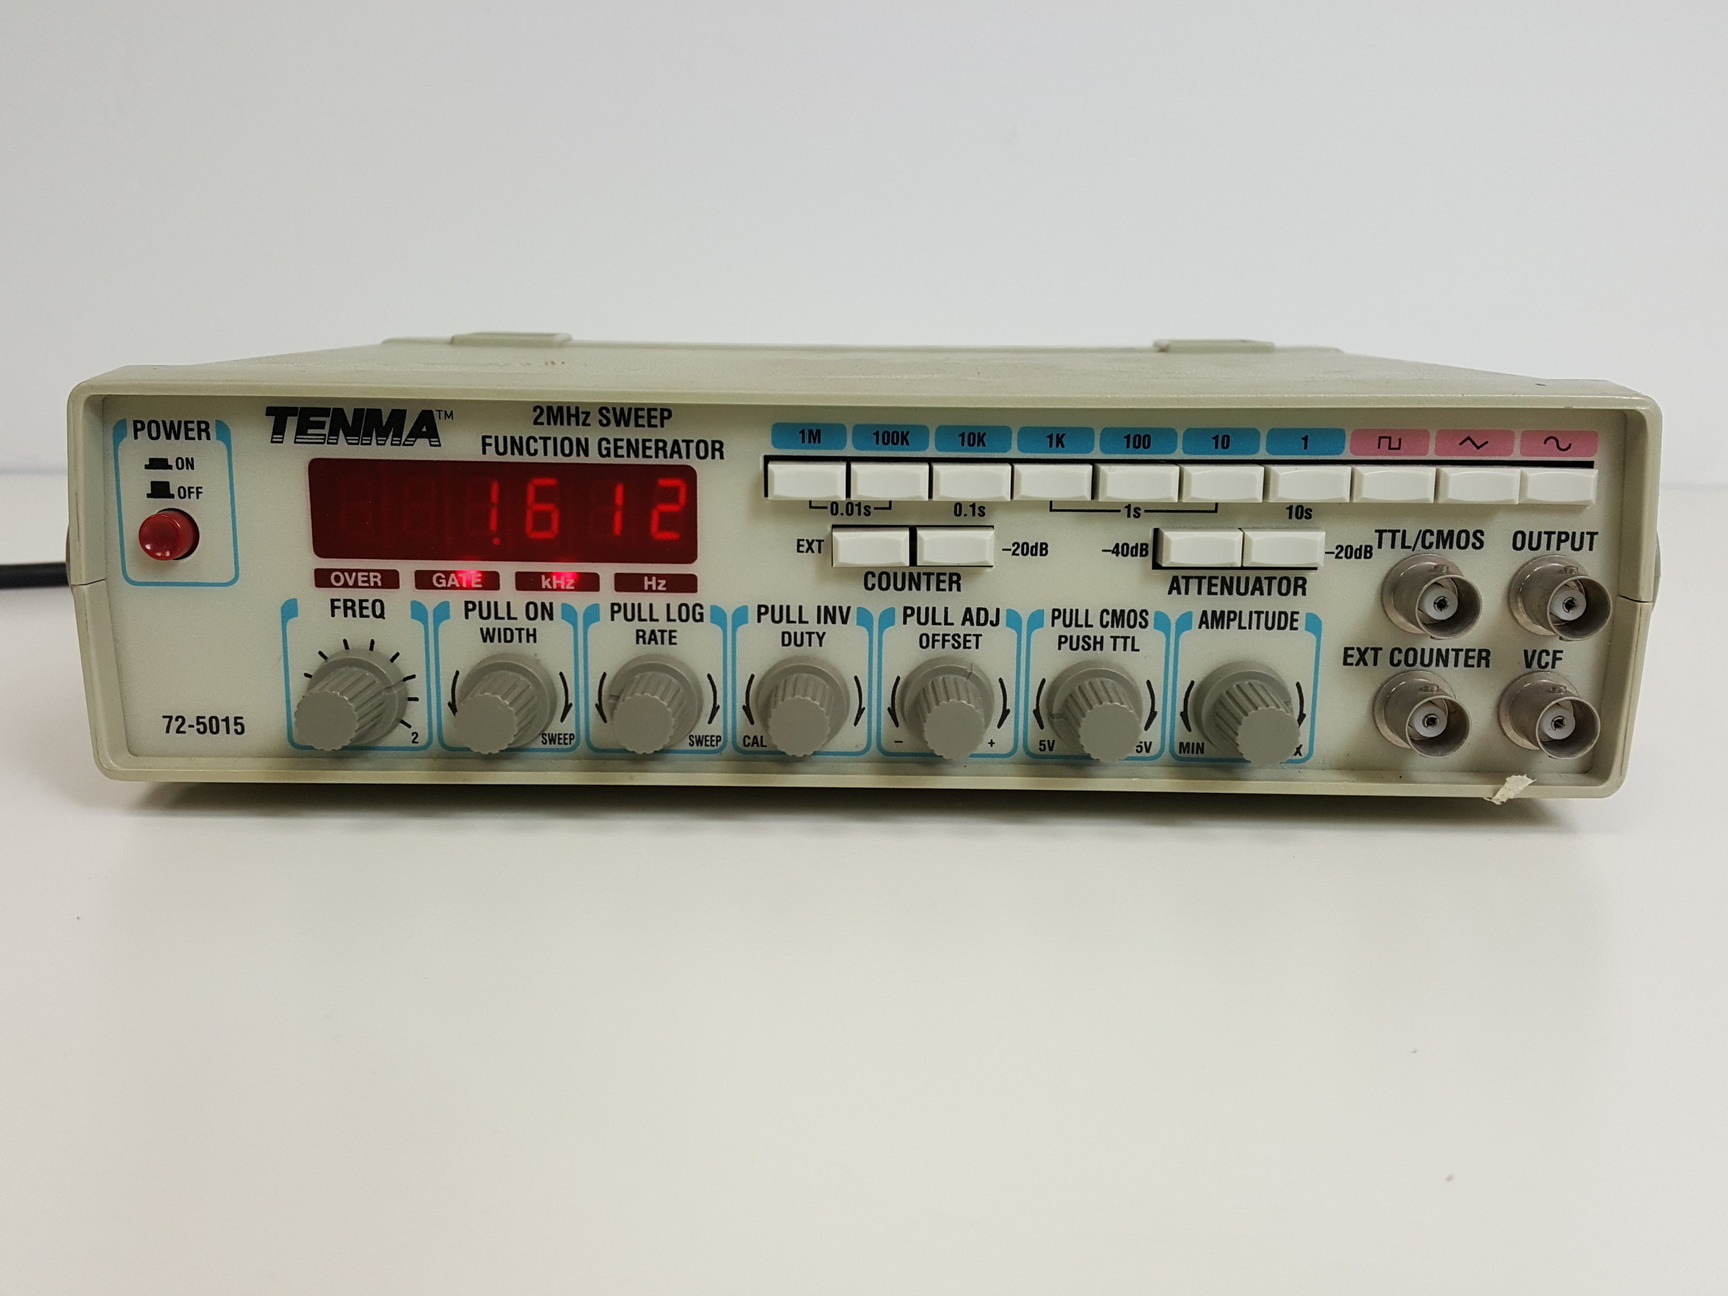 POWER
ON
OFF
TENMA™
2MHz SWEEP
FUNCTION GENERATOR
1.612
OVER GATE kHz Hz
1M 100K 10K 1K 100 10 1
0.01s 0.1s 1s 10s
EXT -20dB
COUNTER
-40dB -20dB
ATTENUATOR
TTL/CMOS OUTPUT
EXT COUNTER VCF
FREQ
2
PULL ON
WIDTH
SWEEP
PULL LOG
RATE
SWEEP
PULL INV
DUTY
CAL
PULL ADJ
OFFSET
- +
PULL CMOS
PUSH TTL
5V 5V
AMPLITUDE
MIN
72-5015